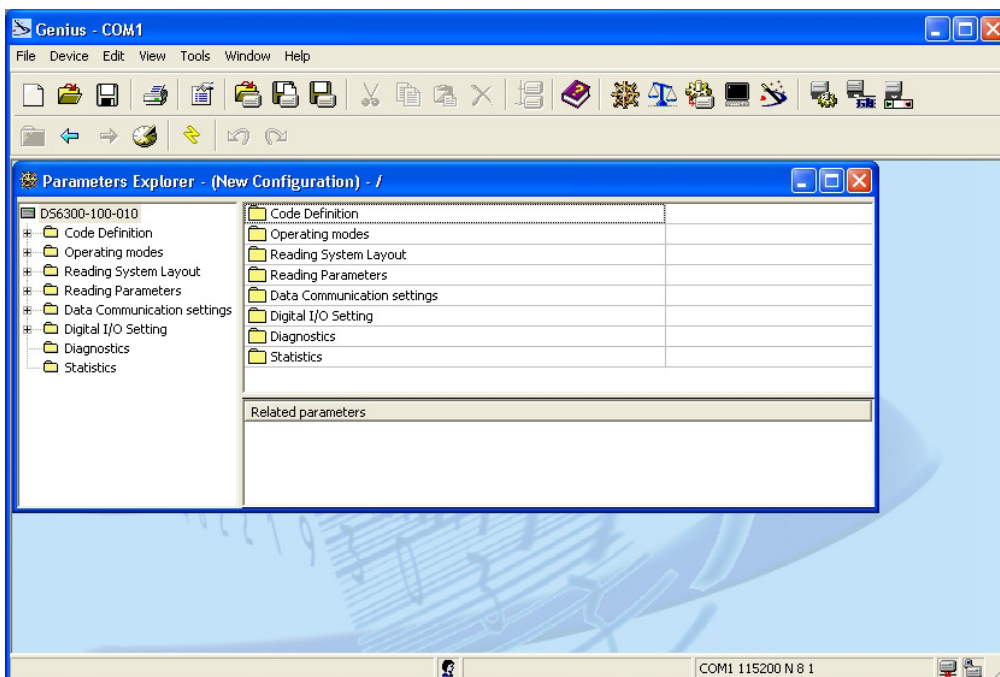 Genius - COM1
File Device Edit View Tools Window Help
Parameters Explorer - (New Configuration) - /
DS6300-100-010
Code Definition
Operating modes
Reading System Layout
Reading Parameters
Data Communication settings
Digital I/O Setting
Diagnostics
Statistics
Code Definition
Operating modes
Reading System Layout
Reading Parameters
Data Communication settings
Digital I/O Setting
Diagnostics
Statistics
Related parameters
COM1 115200 N 8 1